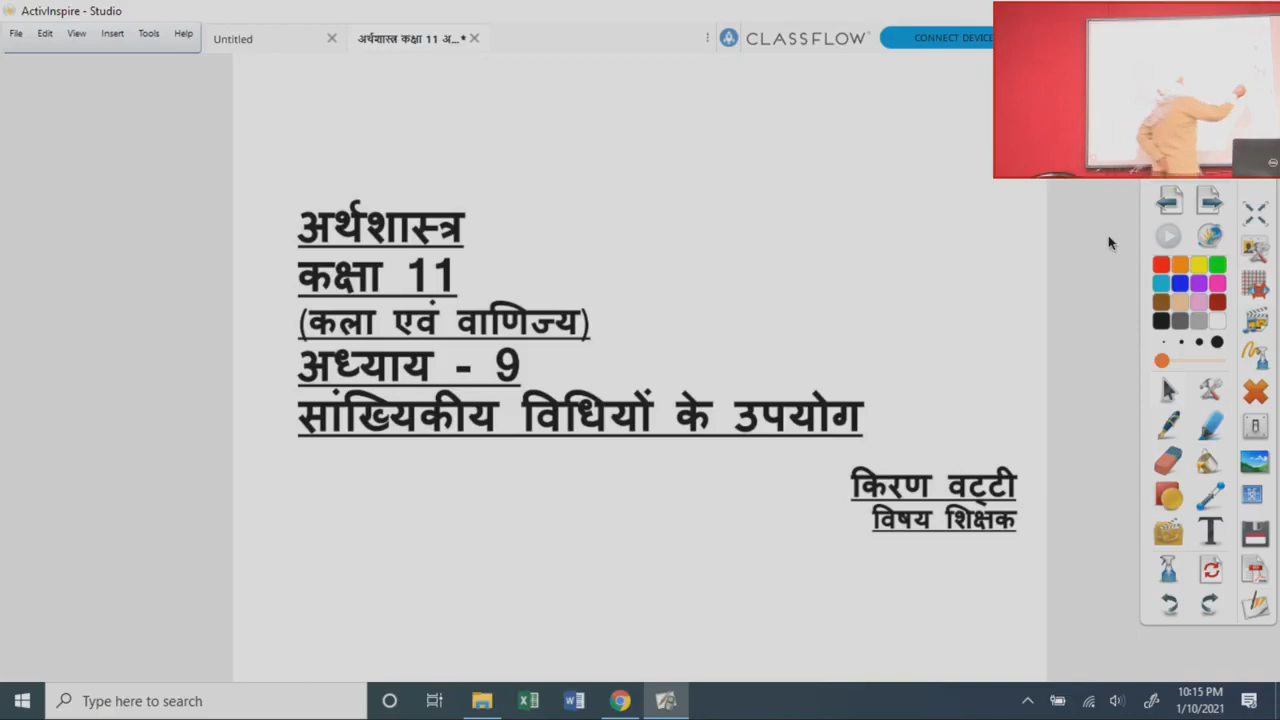 ActivInspire - Studio
File Edit View Insert Tools Help
Untitled
अर्थशास्त्र कक्षा 11 अ...*
CLASSFLOW
CONNECT DEVICE
अर्थशास्त्र
कक्षा 11
(कला एवं वाणिज्य)
अध्याय - 9
सांख्यिकीय विधियों के उपयोग
किरण वट्टी
विषय शिक्षक
Type here to search
10:15 PM
1/10/2021